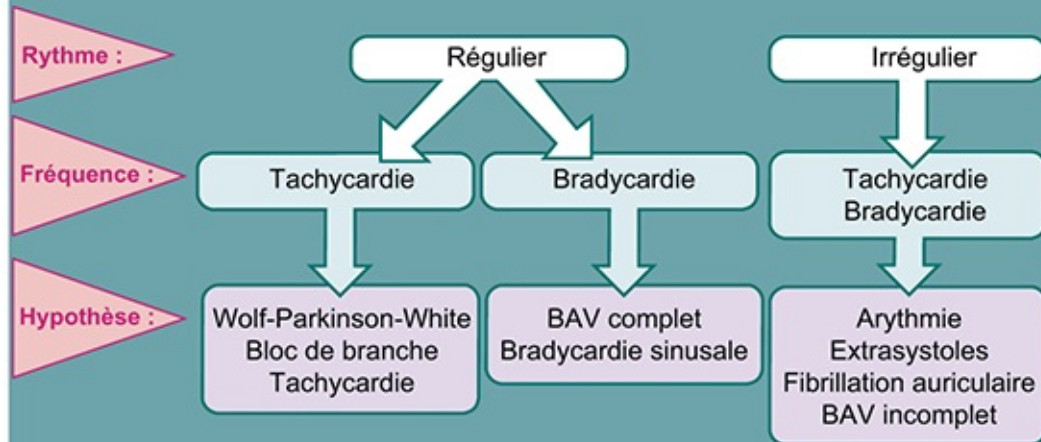 Rythme :
Régulier
Irrégulier
Fréquence :
Tachycardie
Bradycardie
Tachycardie
Bradycardie
Hypothèse :
Wolf-Parkinson-White
Bloc de branche
Tachycardie
BAV complet
Bradycardie sinusale
Arythmie
Extrasystoles
Fibrillation auriculaire
BAV incomplet